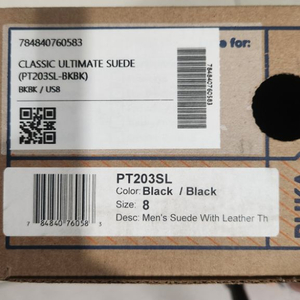 784840760583
e for:
CLASSIC ULTIMATE SUEDE
(PT203SL-BKBK)
BKBK / US8
784840760583
PT203SL
Color: Black / Black
Size: 8
Desc: Men's Suede With Leather Th
7 84840 76058 3